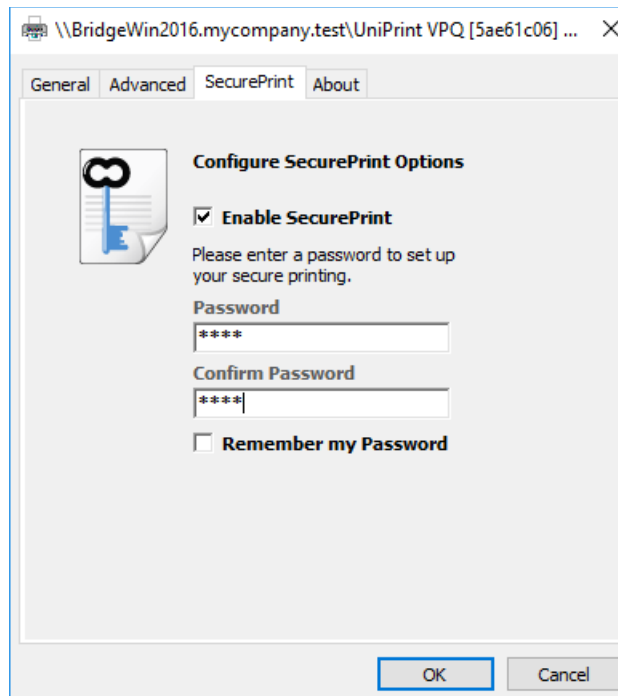 \\BridgeWin2016.mycompany.test\UniPrint VPQ [5ae61c06] ...
General Advanced SecurePrint About
Configure SecurePrint Options
Enable SecurePrint
Please enter a password to set up
your secure printing.
Password
****
Confirm Password
****
Remember my Password
OK Cancel